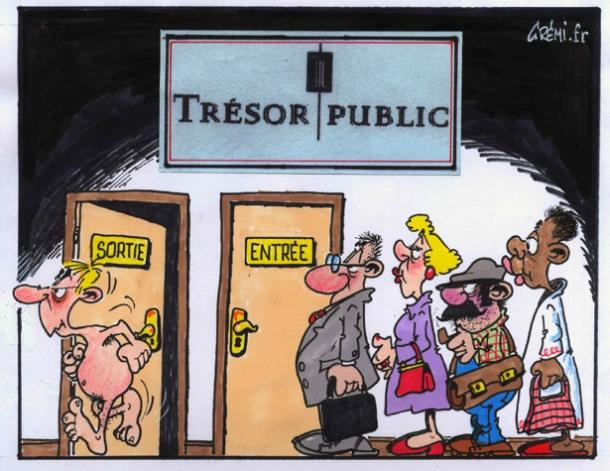 GRÉMI.fr
TRÉSOR PUBLIC
SORTIE
ENTRÉE